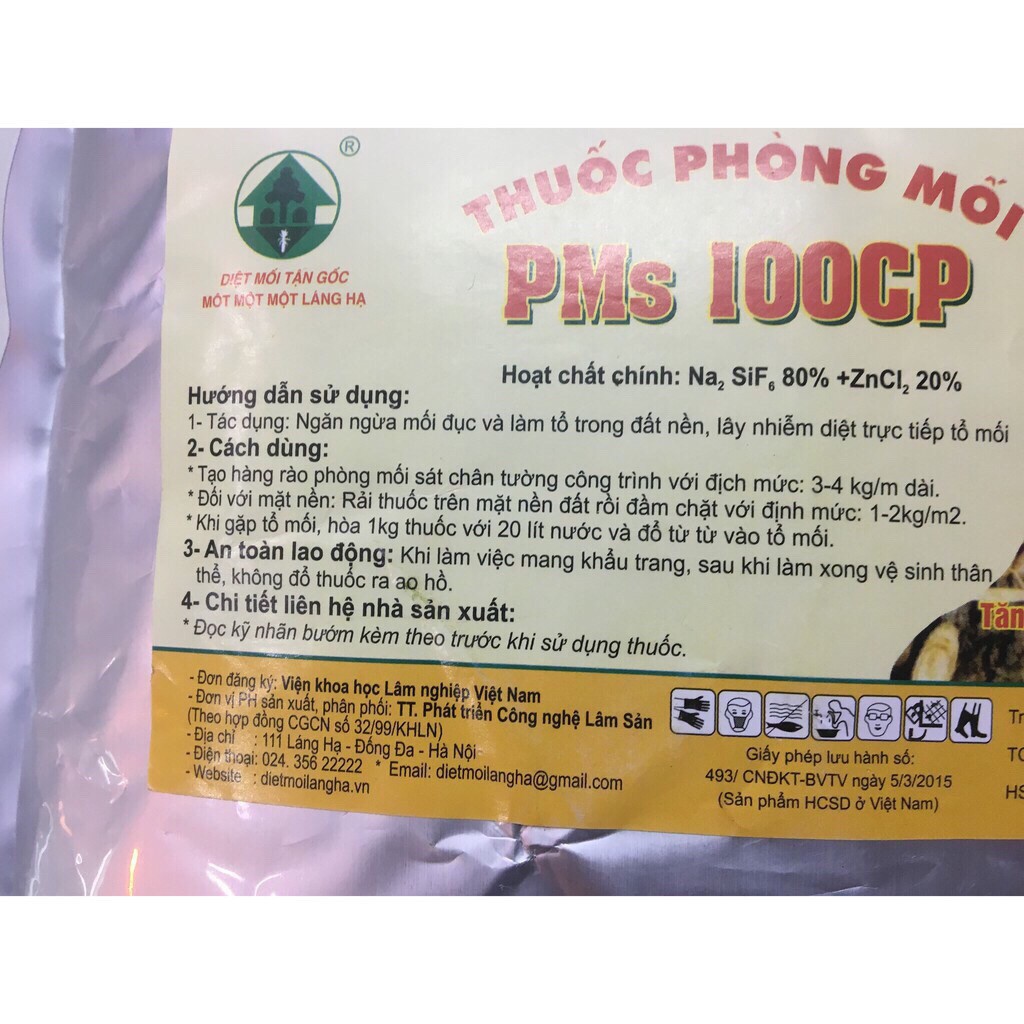 ®
THUỐC PHÒNG MỐI
PMs 100CP
DIỆT MỐI TẬN GỐC
MỘT MỘT MỘT LÁNG HẠ
Hoạt chất chính: Na₂ SiF₆ 80% +ZnCl₂ 20%
Hướng dẫn sử dụng:
1- Tác dụng: Ngăn ngừa mối đục và làm tổ trong đất nền, lây nhiễm diệt trực tiếp tổ mối
2- Cách dùng:
* Tạo hàng rào phòng mối sát chân tường công trình với địch mức: 3-4 kg/m dài.
* Đối với mặt nền: Rải thuốc trên mặt nền đất rồi đầm chặt với định mức: 1-2kg/m2.
* Khi gặp tổ mối, hòa 1kg thuốc với 20 lít nước và đổ từ từ vào tổ mối.
3- An toàn lao động: Khi làm việc mang khẩu trang, sau khi làm xong vệ sinh thân
thể, không đổ thuốc ra ao hồ.
4- Chi tiết liên hệ nhà sản xuất:
* Đọc kỹ nhãn bướm kèm theo trước khi sử dụng thuốc.
Tăn
- Đơn đăng ký: Viện khoa học Lâm nghiệp Việt Nam
- Đơn vị PH sản xuất, phân phối: TT. Phát triển Công nghệ Lâm Sản
(Theo hợp đồng CGCN số 32/99/KHLN)
- Địa chỉ : 111 Láng Hạ - Đống Đa - Hà Nội
- Điện thoại: 024. 356 22222 * Email: dietmoilangha@gmail.com
- Website : dietmoilangha.vn
Giấy phép lưu hành số:
493/ CNĐKT-BVTV ngày 5/3/2015
(Sản phẩm HCSD ở Việt Nam)
Tr
TC
HS